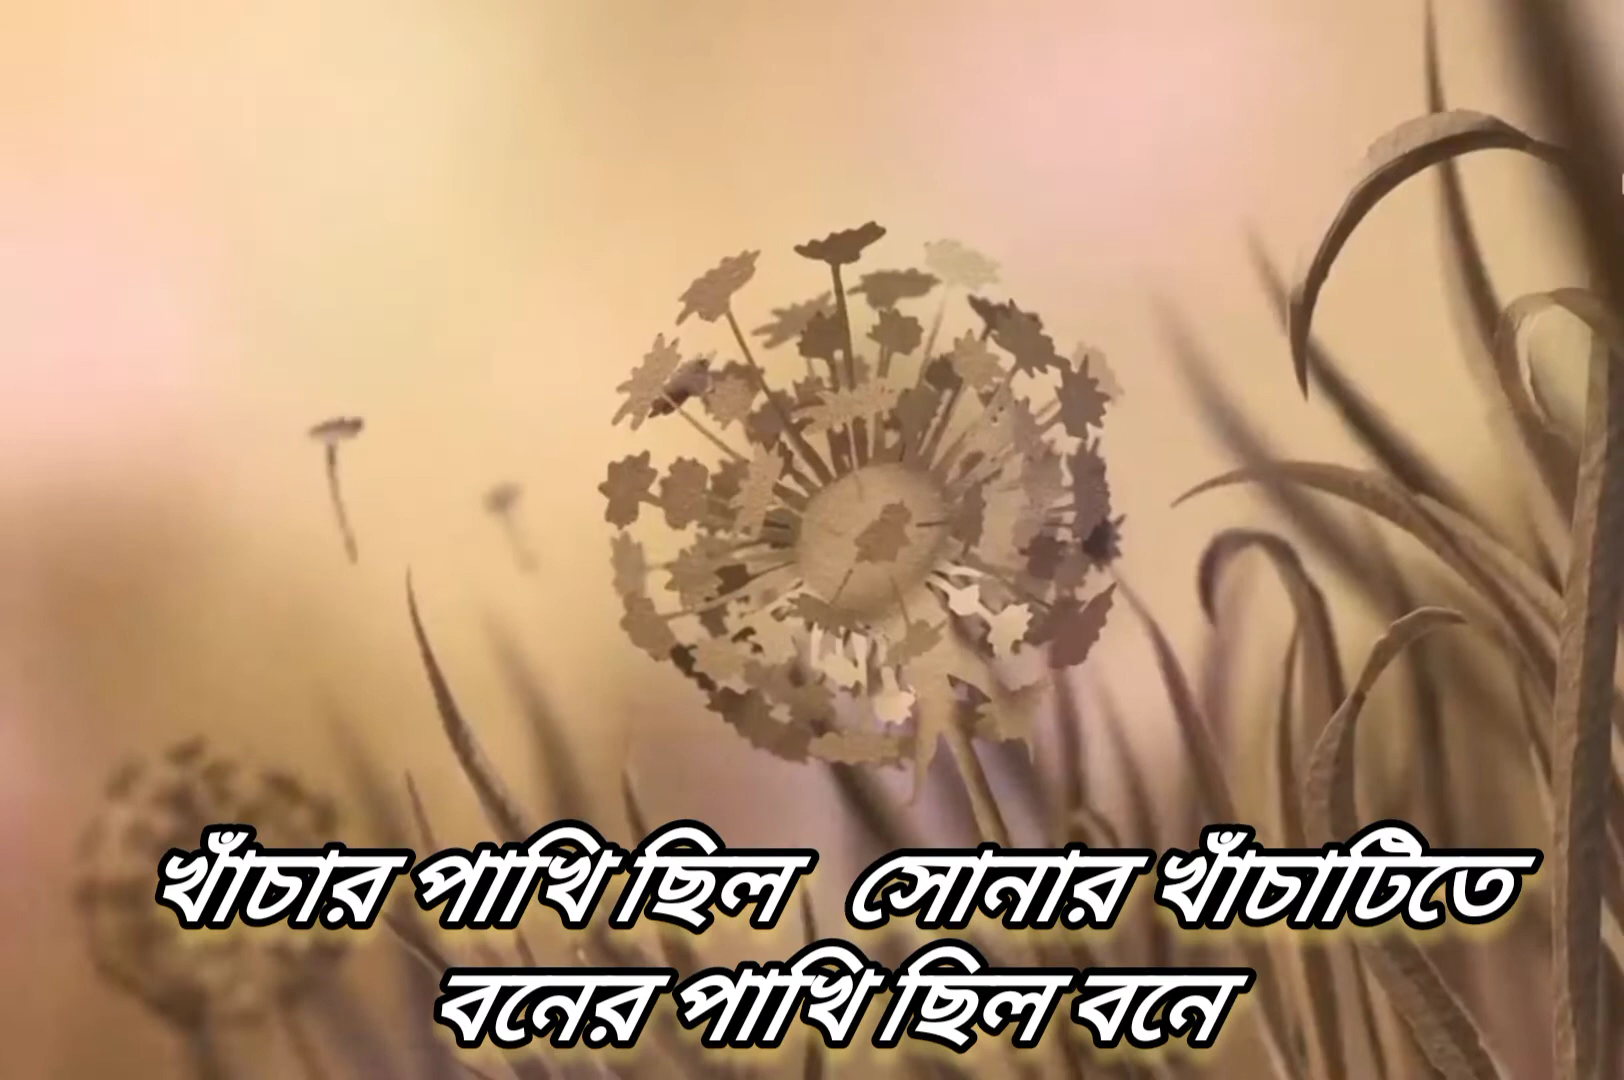 খাঁচার পাখি ছিল সোনার খাঁচাটিতে
বনের পাখি ছিল বনে